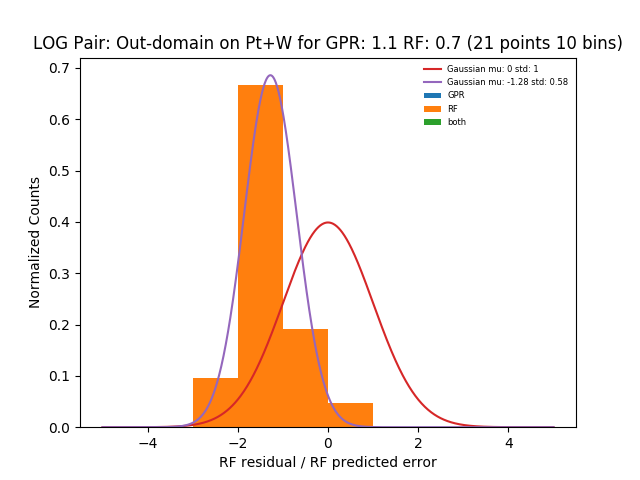 LOG Pair: Out-domain on Pt+W for GPR: 1.1 RF: 0.7 (21 points 10 bins)
Gaussian mu: 0 std: 1
Gaussian mu: -1.28 std: 0.58
GPR
RF
both
Normalized Counts
0.7
0.6
0.5
0.4
0.3
0.2
0.1
0.0
−4
−2
0
2
4
RF residual / RF predicted error